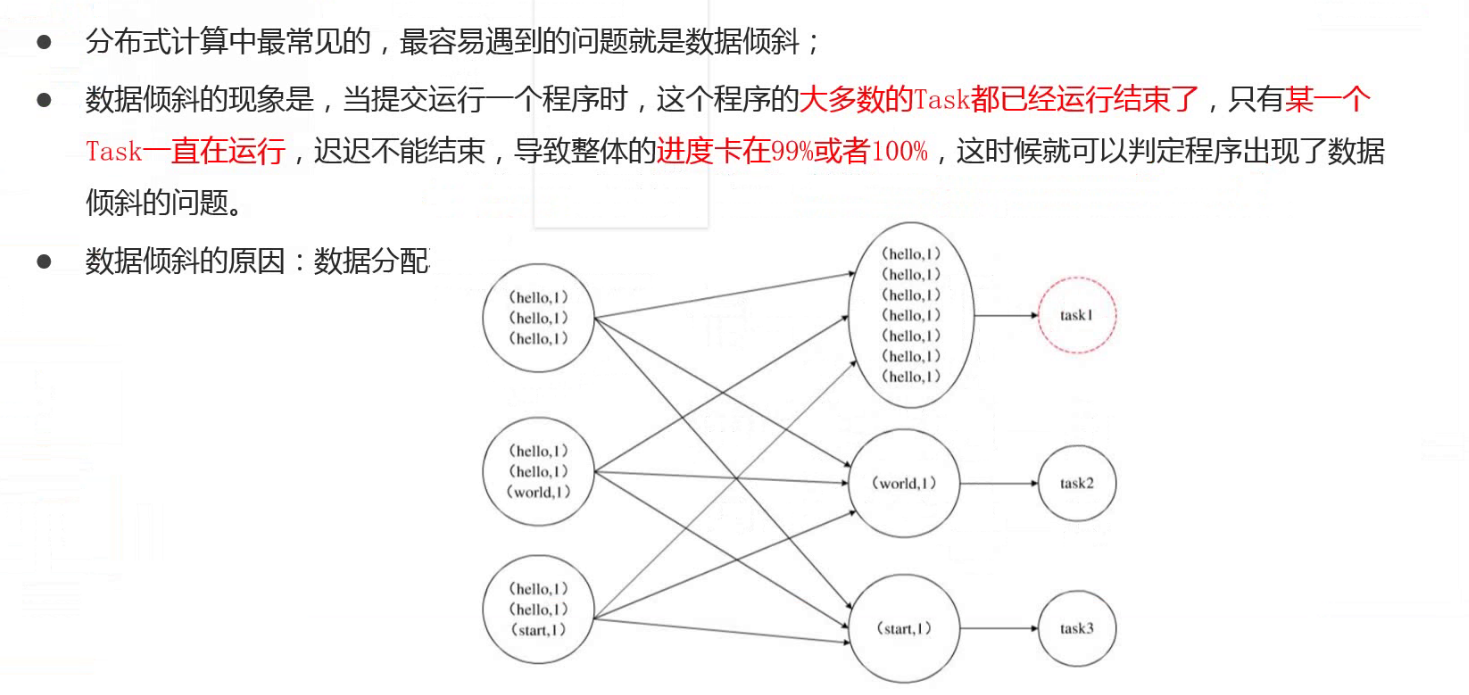 分布式计算中最常见的，最容易遇到的问题就是数据倾斜；
数据倾斜的现象是，当提交运行一个程序时，这个程序的大多数的Task都已经运行结束了，只有某一个
Task一直在运行，迟迟不能结束，导致整体的进度卡在99%或者100%，这时候就可以判定程序出现了数据
倾斜的问题。
数据倾斜的原因：数据分配
(hello,1)
(hello,1)
(hello,1)
(hello,1)
(hello,1)
(world,1)
(hello,1)
(hello,1)
(start,1)
(hello,1)
(hello,1)
(hello,1)
(hello,1)
(hello,1)
(hello,1)
(hello,1)
(world,1)
(start,1)
task1
task2
task3